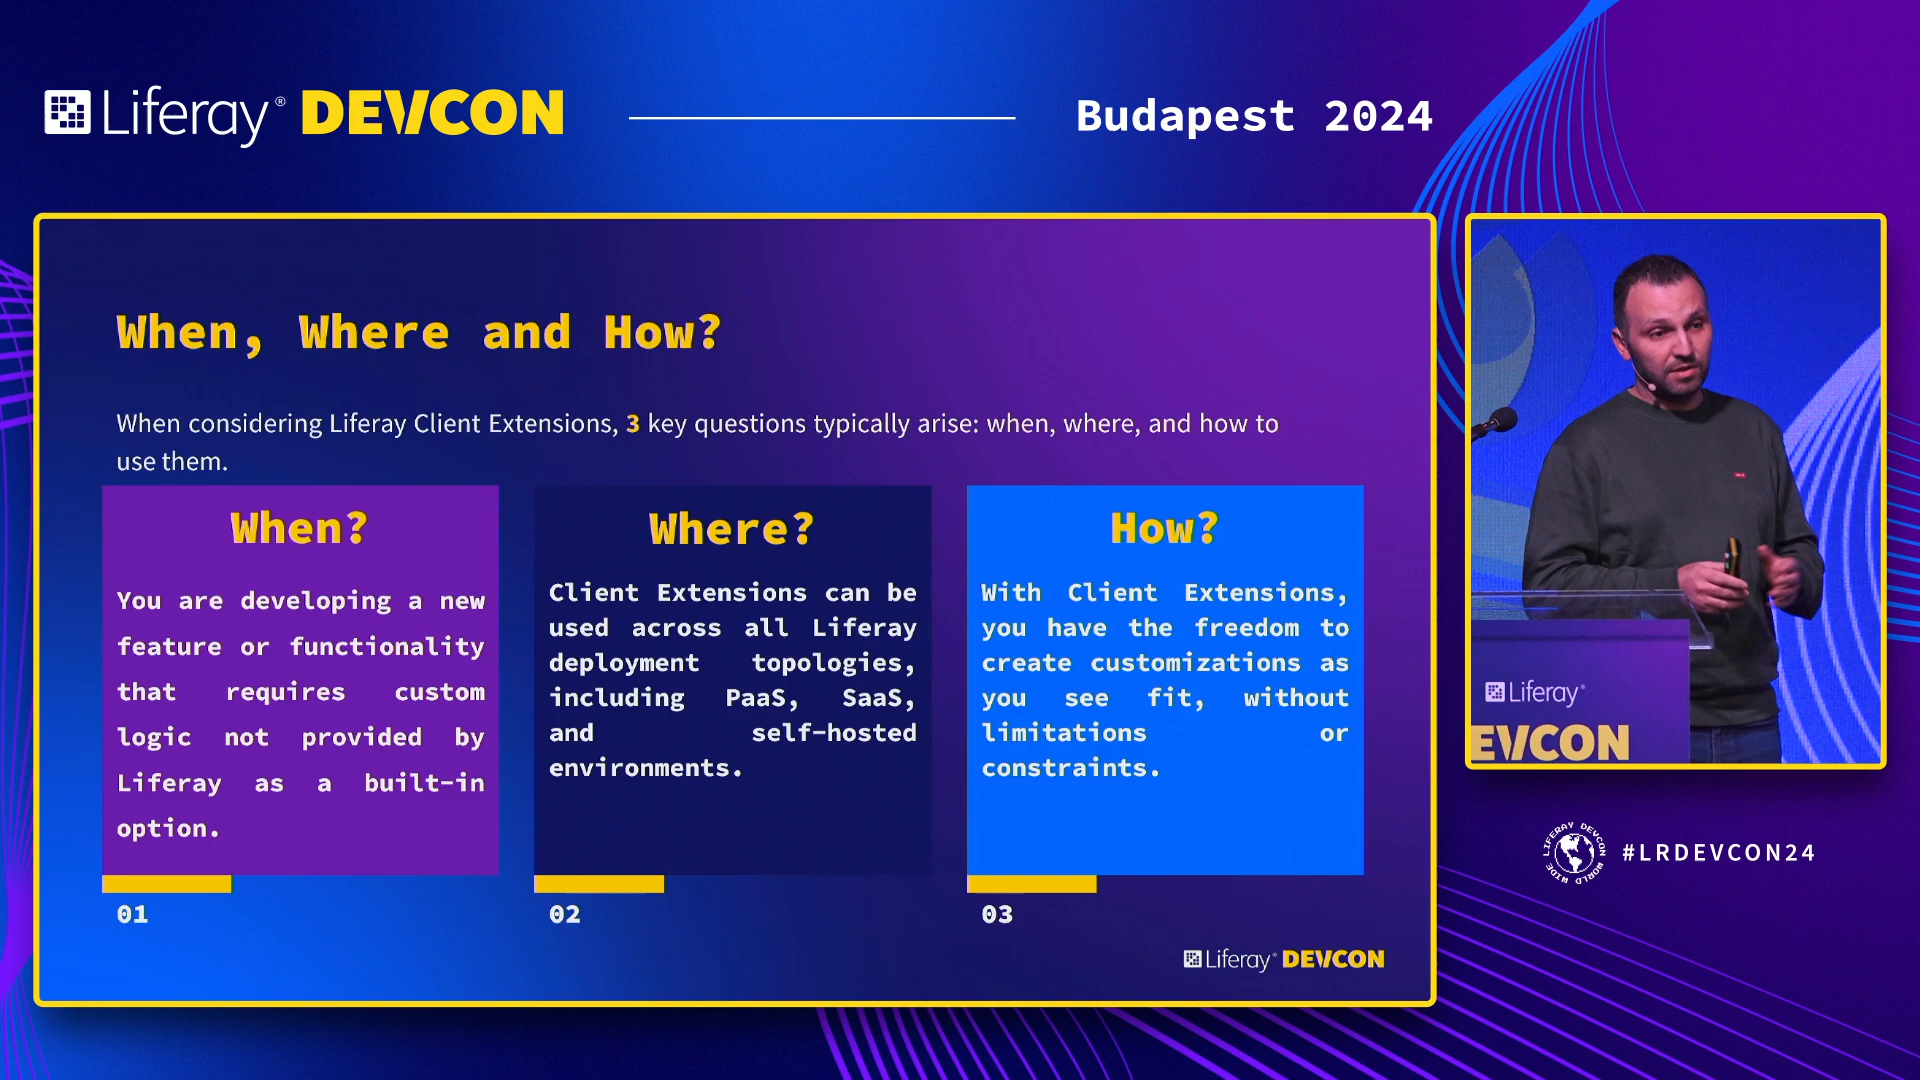 Liferay® DEVCON
Budapest 2024
When, Where and How?
When considering Liferay Client Extensions, 3 key questions typically arise: when, where, and how to
use them.
When?
You are developing a new
feature or functionality
that requires custom
logic not provided by
Liferay as a built-in
option.
01
Where?
Client Extensions can be
used across all Liferay
deployment topologies,
including PaaS, SaaS,
and self-hosted
environments.
02
How?
With Client Extensions,
you have the freedom to
create customizations as
you see fit, without
limitations or
constraints.
03
Liferay® DEVCON
Liferay®
EVCON
LIFERAY DEVCON WORLD WIDE
#LRDEVCON24